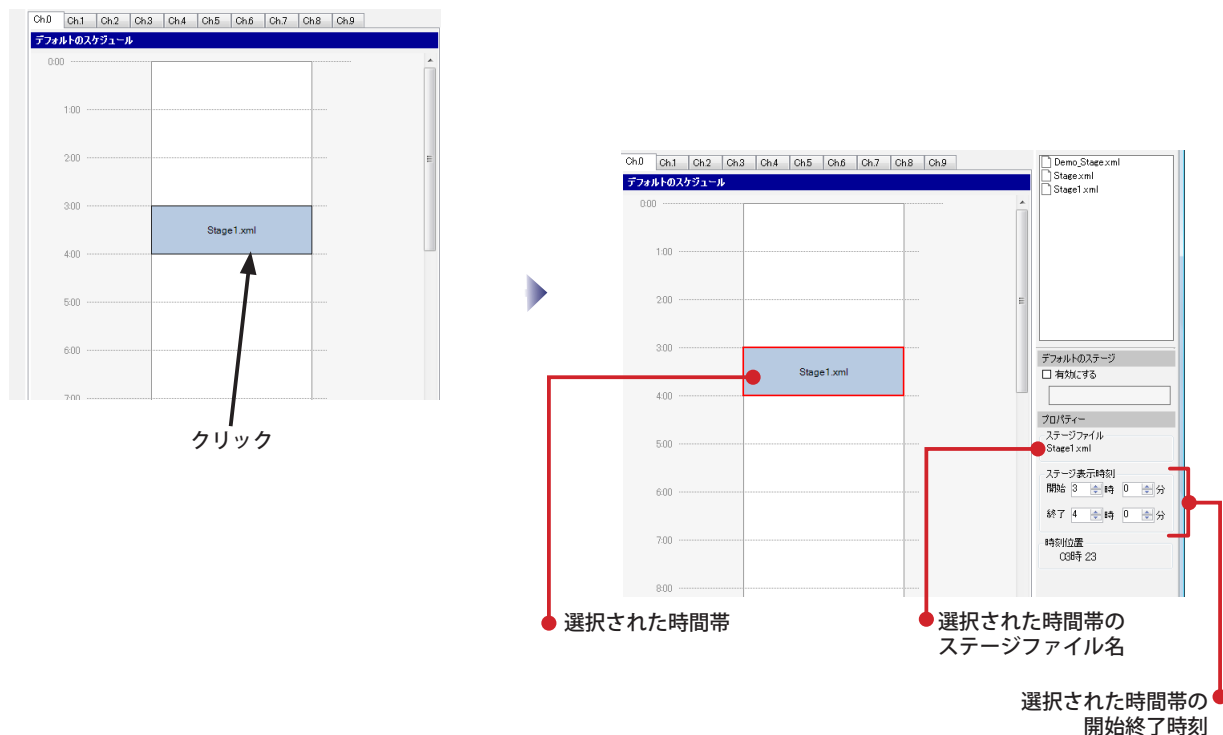 Ch.0 Ch.1 Ch.2 Ch.3 Ch.4 Ch.5 Ch.6 Ch.7 Ch.8 Ch.9
デフォルトのスケジュール
0:00
1:00
2:00
3:00
Stage1.xml
4:00
5:00
6:00
7:00
クリック
Ch.0 Ch.1 Ch.2 Ch.3 Ch.4 Ch.5 Ch.6 Ch.7 Ch.8 Ch.9
デフォルトのスケジュール
0:00
1:00
2:00
3:00
Stage1.xml
4:00
5:00
6:00
7:00
8:00
Demo_Stage.xml
Stage.xml
Stage1.xml
デフォルトのステージ
有効にする
プロパティー
ステージファイル
Stage1.xml
ステージ表示時刻
開始 3 時 0 分
終了 4 時 0 分
時刻位置
03時 23
選択された時間帯
選択された時間帯の
ステージファイル名
選択された時間帯の
開始終了時刻